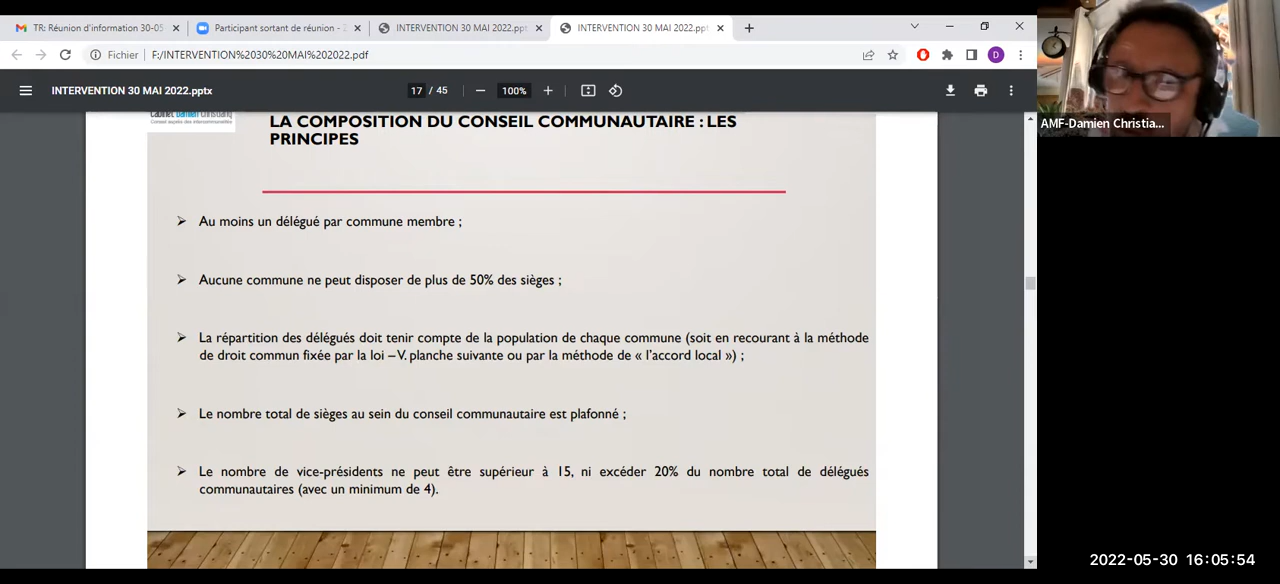 TR: Réunion d'information 30-05
Participant sortant de réunion - Z
INTERVENTION 30 MAI 2022.ppt
INTERVENTION 30 MAI 2022.ppt
Fichier
F:/INTERVENTION%2030%20MAI%202022.pdf
D
INTERVENTION 30 MAI 2022.pptx
17 / 45
100%
Cabinet Damien Christiany
Conseil auprès des intercommunalités
LA COMPOSITION DU CONSEIL COMMUNAUTAIRE : LES
PRINCIPES
Au moins un délégué par commune membre ;
Aucune commune ne peut disposer de plus de 50% des sièges ;
La répartition des délégués doit tenir compte de la population de chaque commune (soit en recourant à la méthode
de droit commun fixée par la loi – V. planche suivante ou par la méthode de « l'accord local ») ;
Le nombre total de sièges au sein du conseil communautaire est plafonné ;
Le nombre de vice-présidents ne peut être supérieur à 15, ni excéder 20% du nombre total de délégués
communautaires (avec un minimum de 4).
AMF-Damien Christia...
2022-05-30 16:05:54